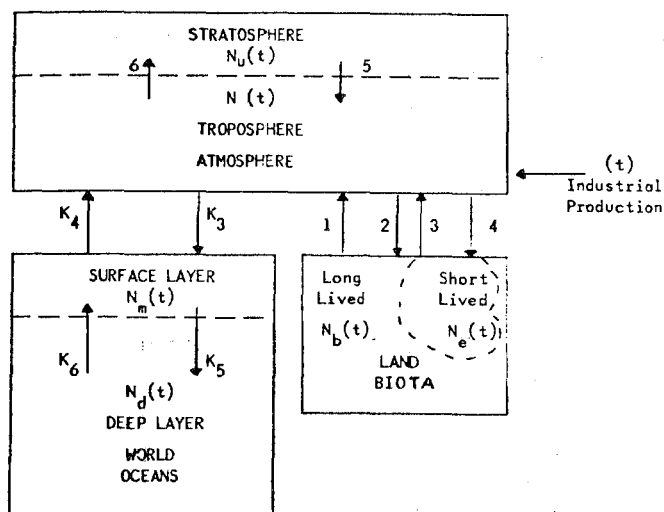 STRATOSPHERE
N_u(t)
6 5
N (t)
TROPOSPHERE
ATMOSPHERE
(t)
Industrial
Production
K_4 K_3 1 2 3 4
SURFACE LAYER
N_m(t)
K_6 K_5
N_d(t)
DEEP LAYER
WORLD
OCEANS
Long Short
Lived Lived
N_b(t) N_e(t)
LAND
BIOTA